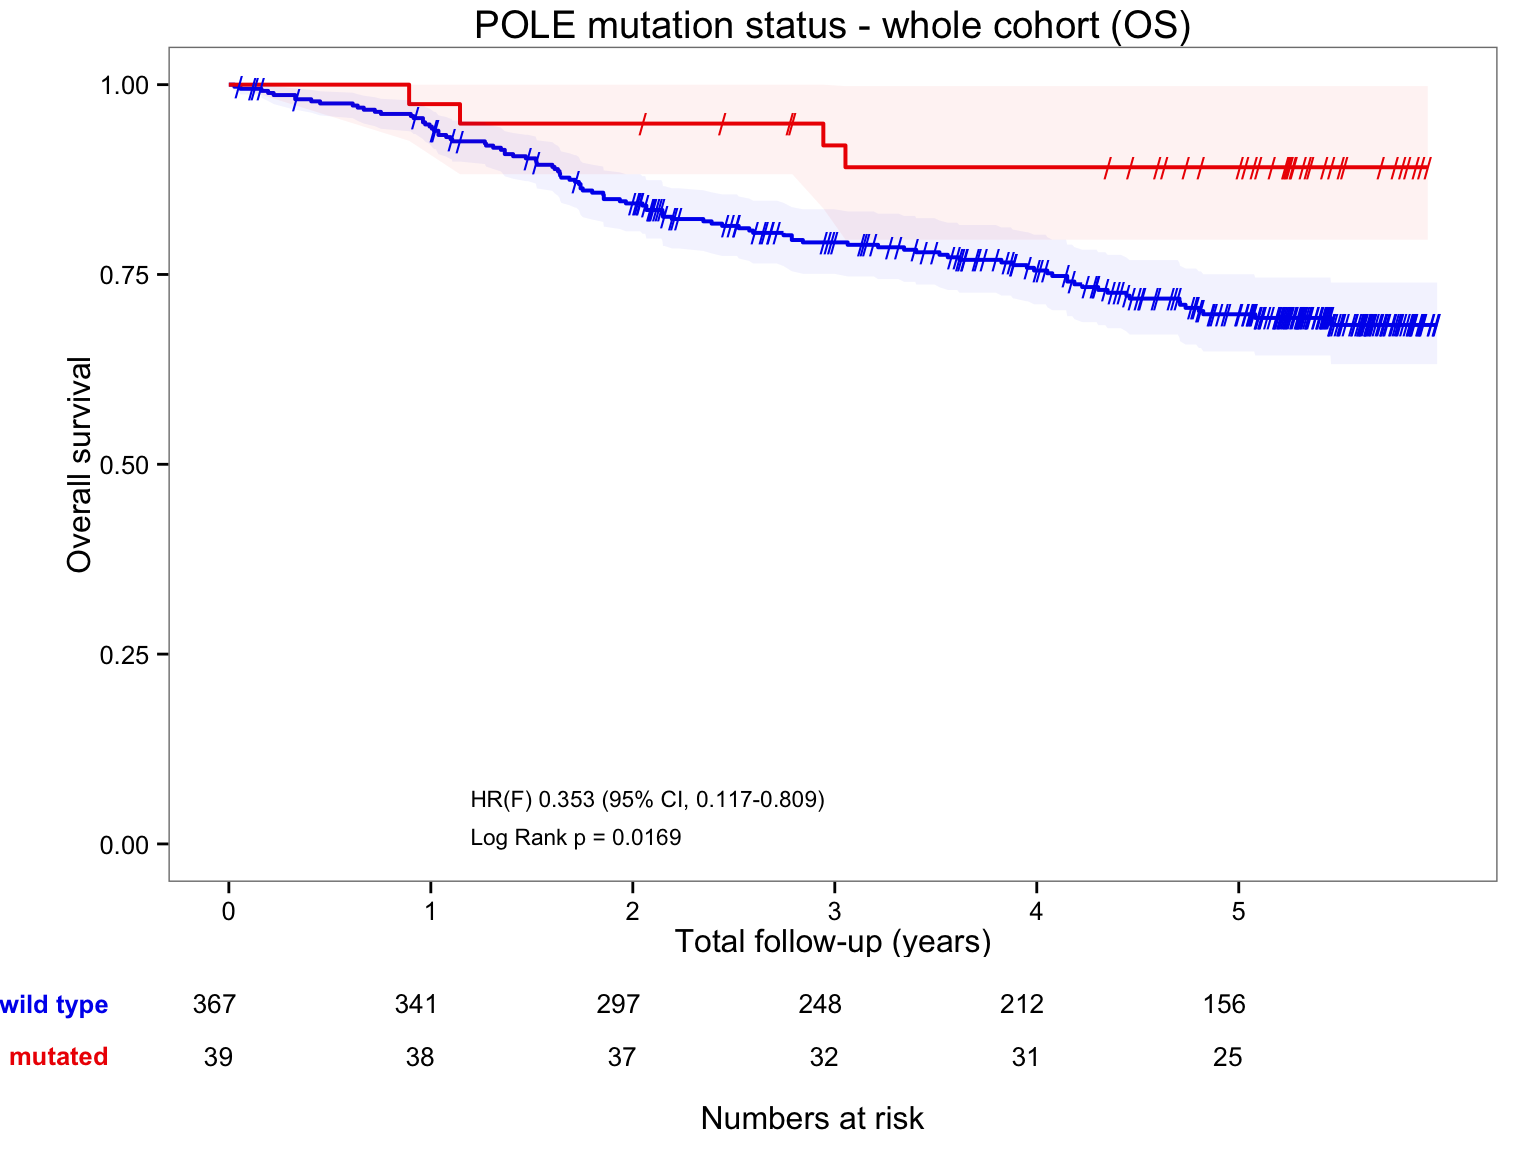 POLE mutation status - whole cohort (OS)
1.00
0.75
0.50
0.25
0.00
Overall survival
HR(F) 0.353 (95% CI, 0.117-0.809)
Log Rank p = 0.0169
0 1 2 3 4 5
Total follow-up (years)
wild type 367 341 297 248 212 156
mutated 39 38 37 32 31 25
Numbers at risk